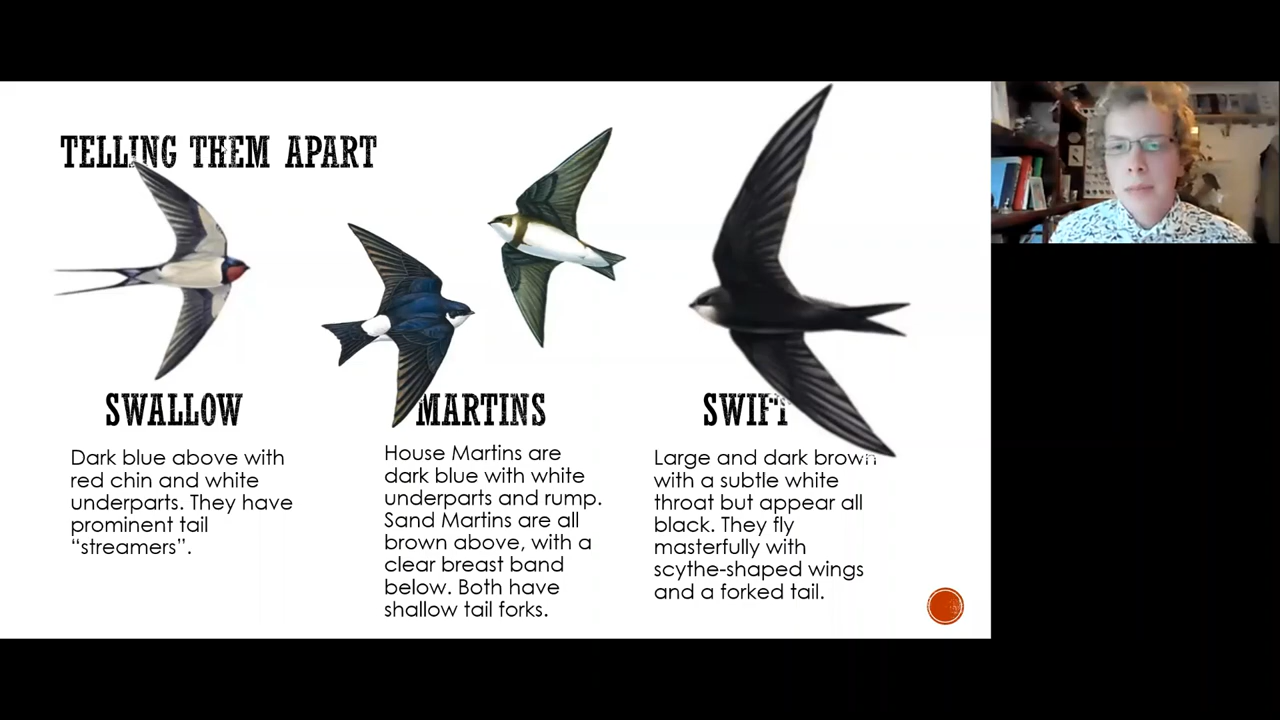 TELLING THEM APART
SWALLOW
Dark blue above with
red chin and white
underparts. They have
prominent tail
“streamers”.
MARTINS
House Martins are
dark blue with white
underparts and rump.
Sand Martins are all
brown above, with a
clear breast band
below. Both have
shallow tail forks.
SWIFT
Large and dark brown
with a subtle white
throat but appear all
black. They fly
masterfully with
scythe-shaped wings
and a forked tail.